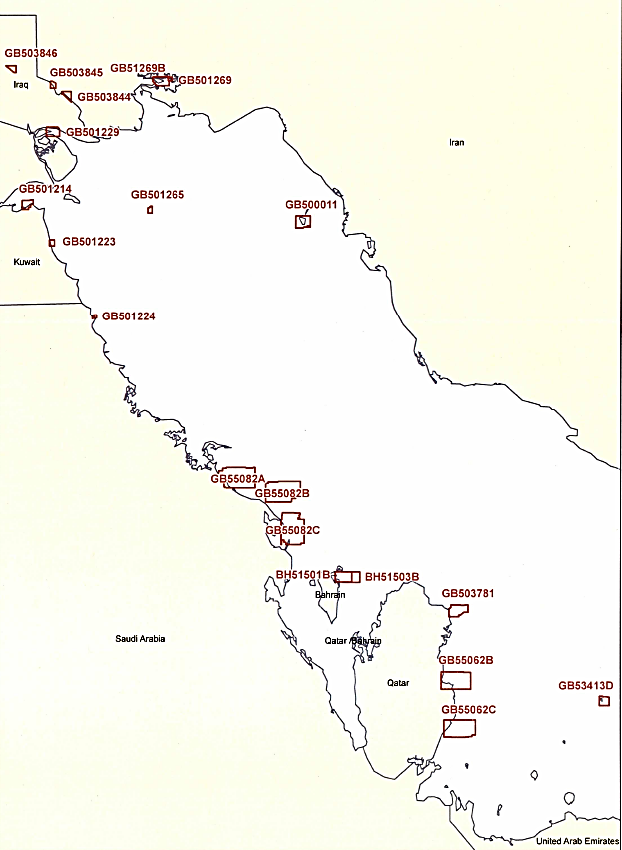 GB503846
GB51269B
GB503845
GB501269
Iraq
GB503844
GB501229
Iran
GB501214
GB501265
GB500011
GB501223
Kuwait
GB501224
GB55082A
GB55082B
GB55082C
BH51501B
BH51503B
Bahrain
GB503781
Saudi Arabia
Qatar /Bahrain
GB55062B
Qatar
GB53413D
GB55062C
United Arab Emirates